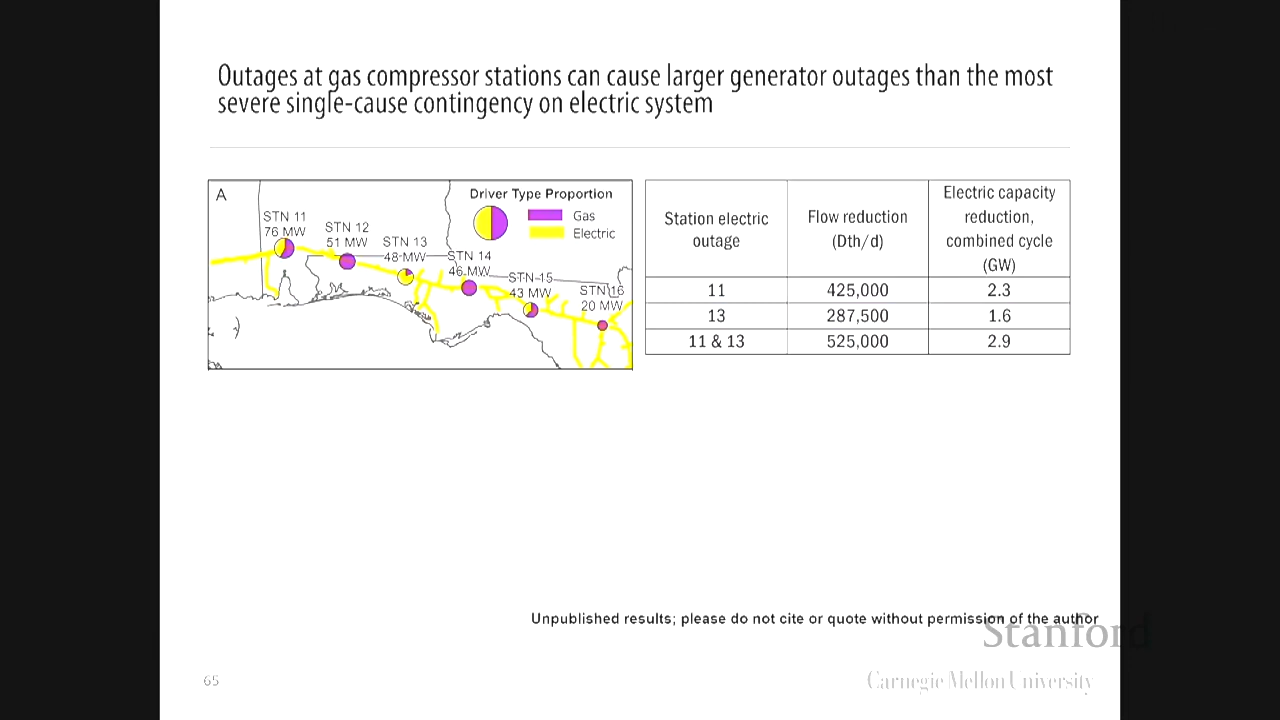 Outages at gas compressor stations can cause larger generator outages than the most
severe single-cause contingency on electric system
A
Driver Type Proportion
Gas
Electric
STN 11
76 MW
STN 12
51 MW
STN 13
48 MW
STN 14
46 MW
STN 15
43 MW
STN 16
20 MW
Station electric
outage
Flow reduction
(Dth/d)
Electric capacity
reduction,
combined cycle
(GW)
11 425,000 2.3
13 287,500 1.6
11 & 13 525,000 2.9
Unpublished results; please do not cite or quote without permission of the author
Stanford
65
Carnegie Mellon University